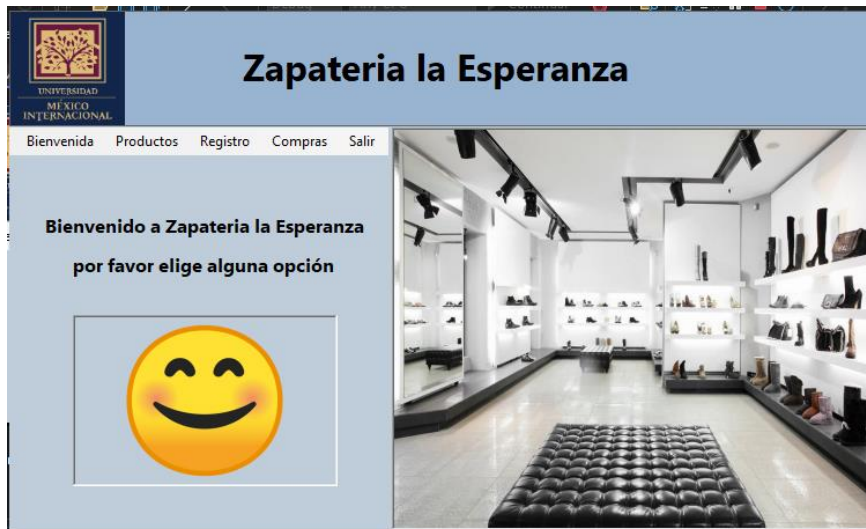 Zapateria la Esperanza
UNIVERSIDAD
MÉXICO
INTERNACIONAL
Bienvenida Productos Registro Compras Salir
Bienvenido a Zapateria la Esperanza
por favor elige alguna opción